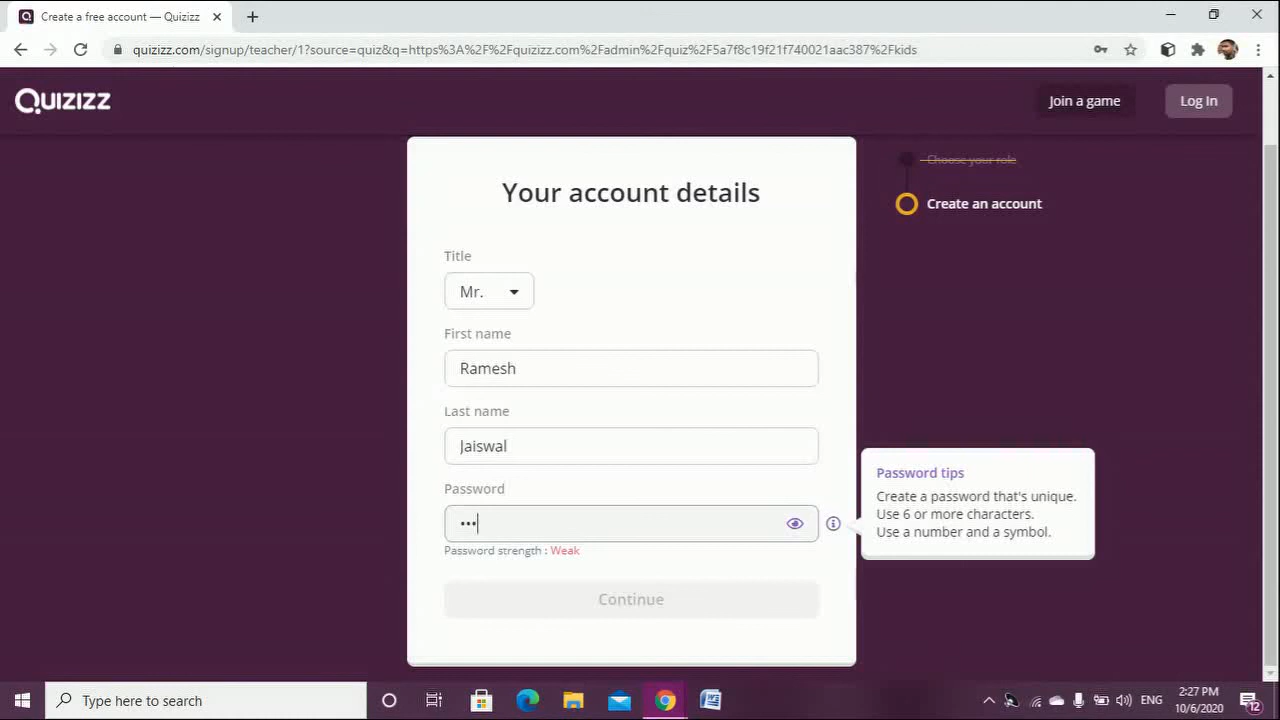 Create a free account — Quizizz
quizizz.com/signup/teacher/1?source=quiz&q=https%3A%2F%2Fquizizz.com%2Fadmin%2Fquiz%2F5a7f8c19f21f740021aac387%2Fkids
Quizizz
Join a game
Log In
Choose your role
Create an account
Your account details
Title
Mr.
First name
Ramesh
Last name
Jaiswal
Password
•••
Password strength : Weak
Password tips
Create a password that's unique.
Use 6 or more characters.
Use a number and a symbol.
Continue
Type here to search
ENG
2:27 PM
10/6/2020
12